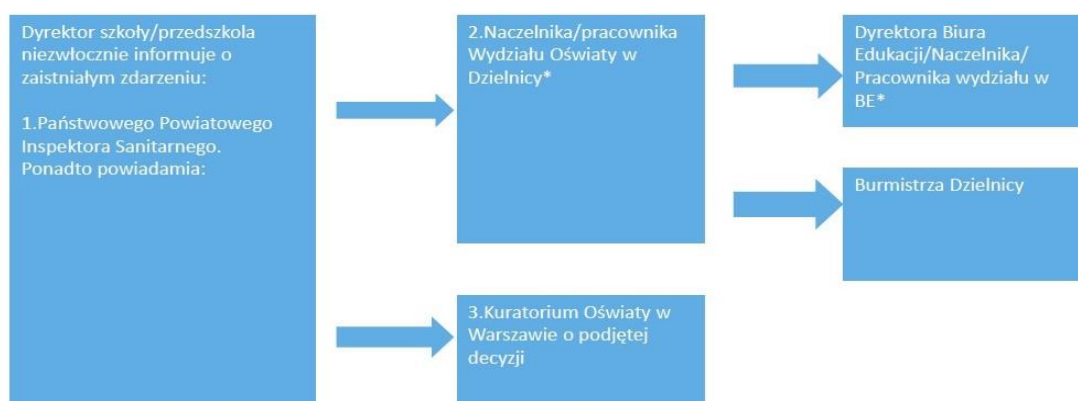 Dyrektor szkoły/przedszkola
niezwłocznie informuje o
zaistniałym zdarzeniu:
1.Państwowego Powiatowego
Inspektora Sanitarnego.
Ponadto powiadamia:
2.Naczelnika/pracownika
Wydziału Oświaty w
Dzielnicy*
Dyrektora Biura
Edukacji/Naczelnika/
Pracownika wydziału w
BE*
Burmistrza Dzielnicy
3.Kuratorium Oświaty w
Warszawie o podjętej
decyzji